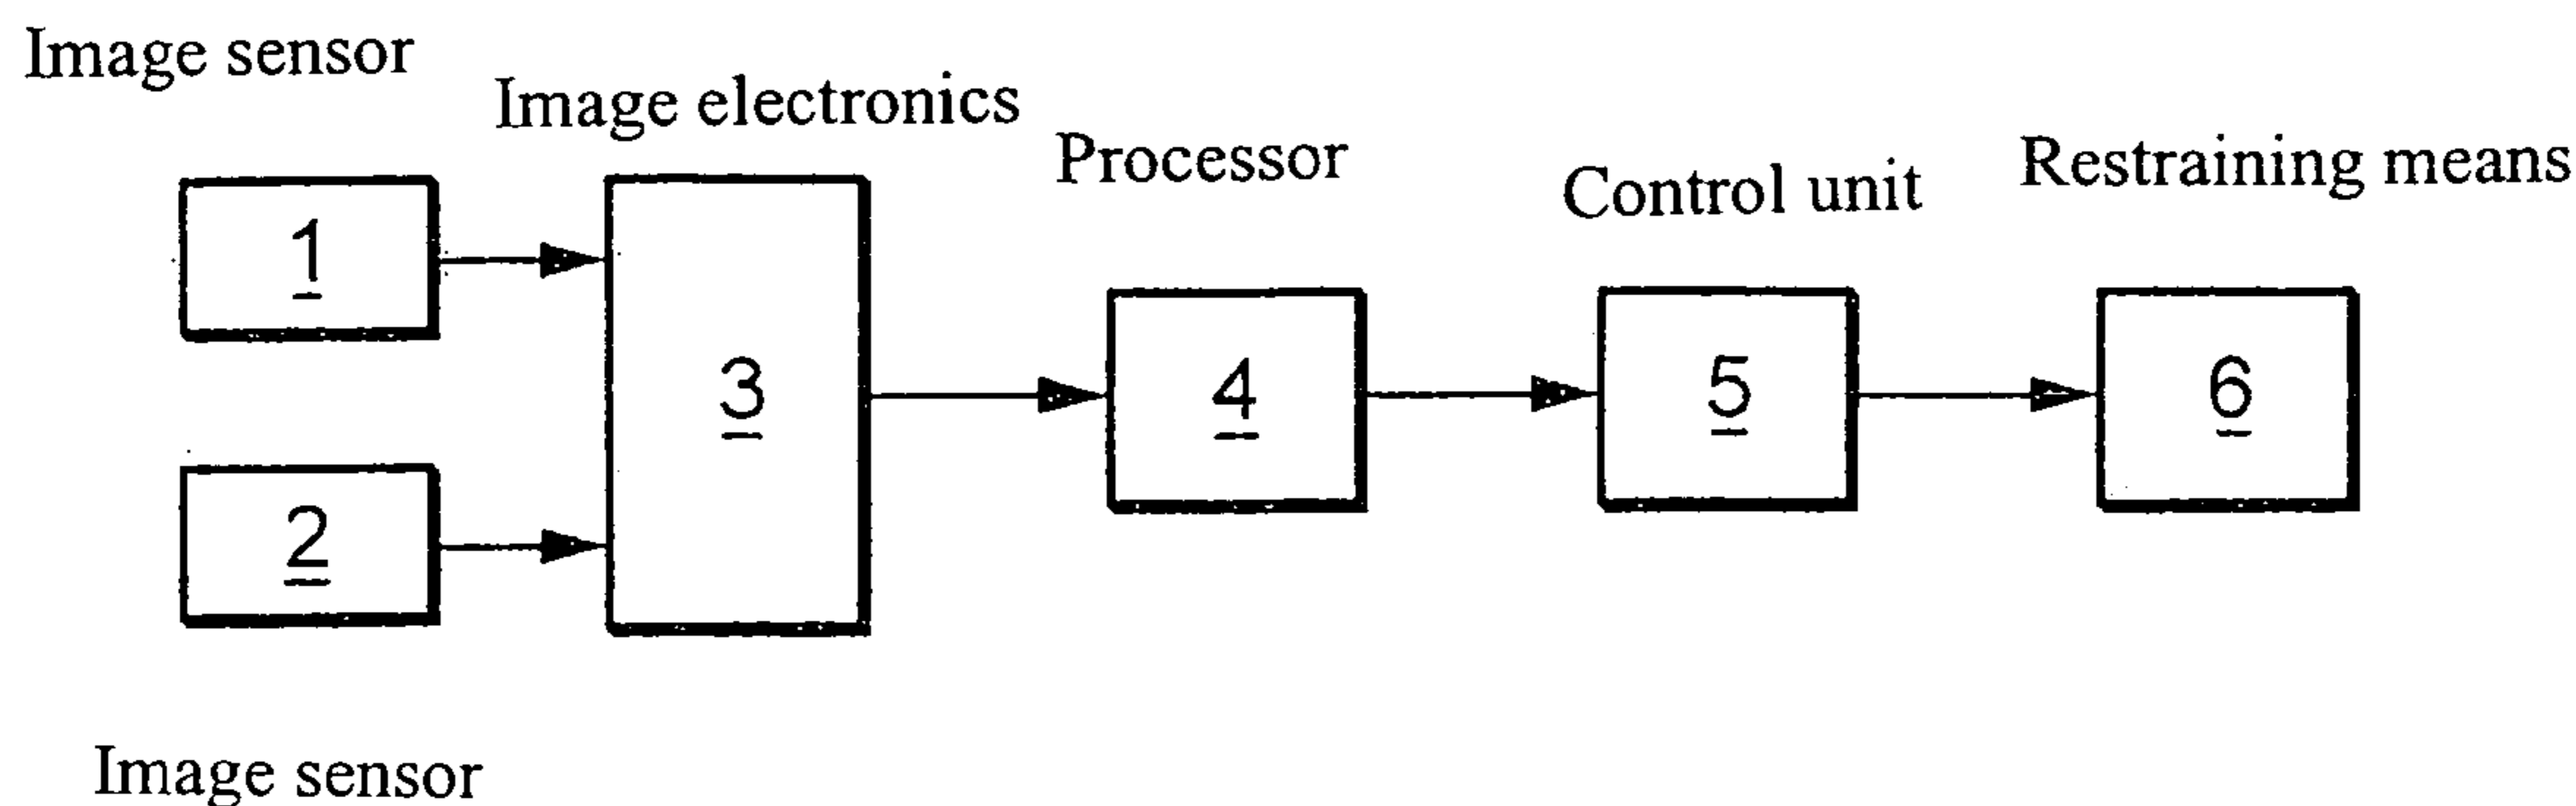 Image sensor
Image electronics
Processor
Control unit
Restraining means
1
2
3
4
5
6
Image sensor